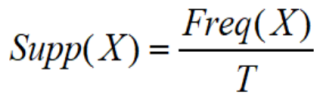 Supp(X) = Freq(X) / T